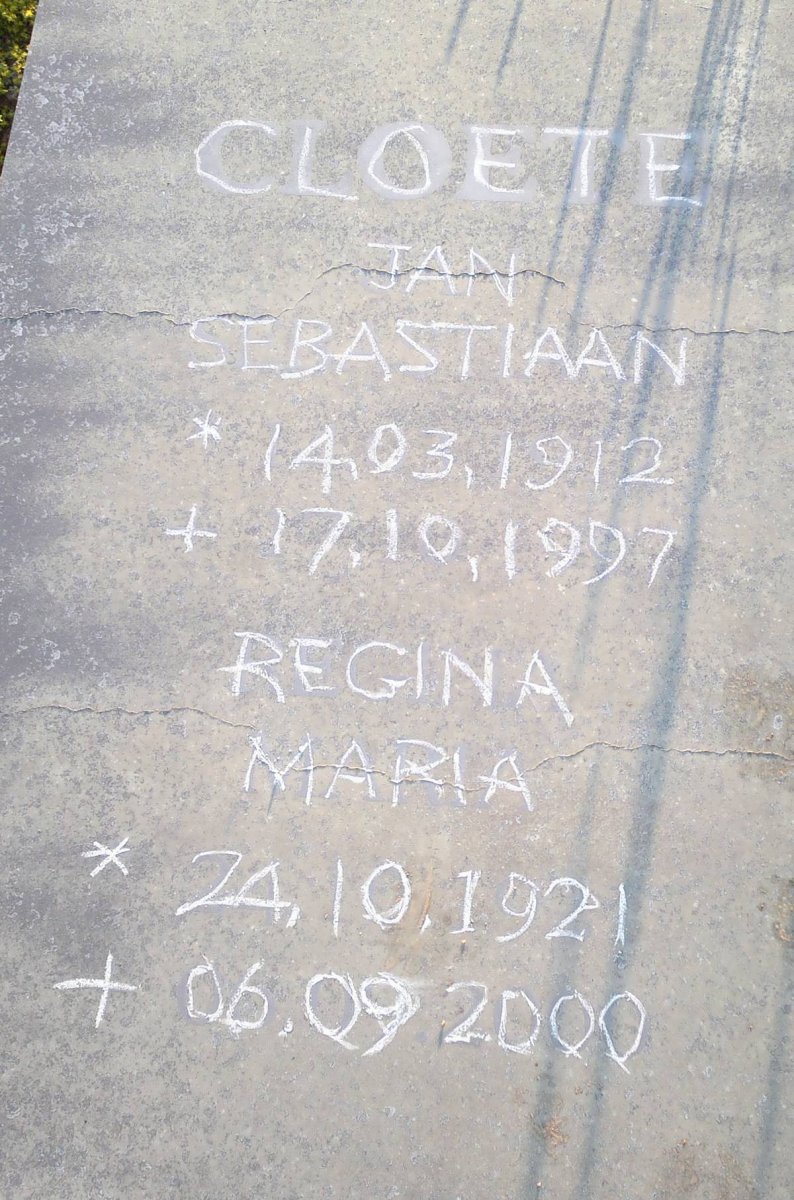 CLOETE
JAN
SEBASTIAAN
* 14,03,1912
+ 17,10,1997
REGINA
MARIA
* 24,10,1921
+ 06.09 2000